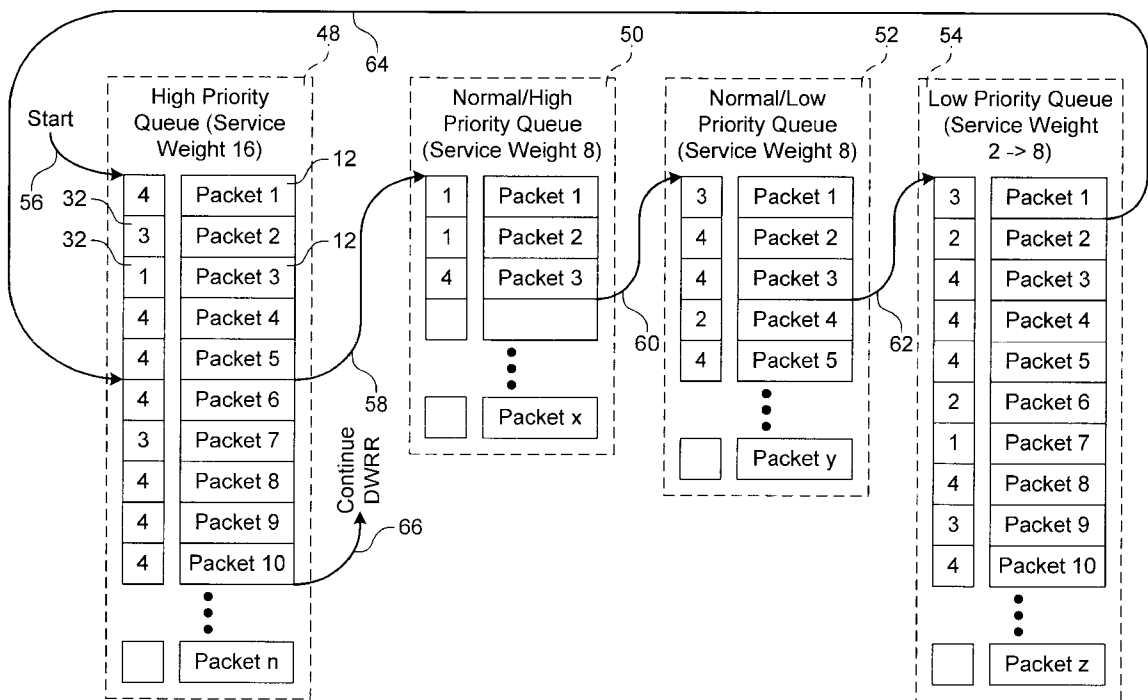 48
64
50
52
54
High Priority
Queue (Service
Weight 16)
Start
56
12
32
32
12
4 Packet 1
3 Packet 2
1 Packet 3
4 Packet 4
4 Packet 5
4 Packet 6
3 Packet 7
4 Packet 8
4 Packet 9
4 Packet 10
Packet n
58
Continue
DWRR
66
Normal/High
Priority Queue
(Service Weight 8)
1 Packet 1
1 Packet 2
4 Packet 3
Packet x
60
Normal/Low
Priority Queue
(Service Weight 8)
3 Packet 1
4 Packet 2
4 Packet 3
2 Packet 4
4 Packet 5
Packet y
62
Low Priority Queue
(Service Weight
2 -> 8)
3 Packet 1
2 Packet 2
4 Packet 3
4 Packet 4
4 Packet 5
2 Packet 6
1 Packet 7
4 Packet 8
3 Packet 9
4 Packet 10
Packet z